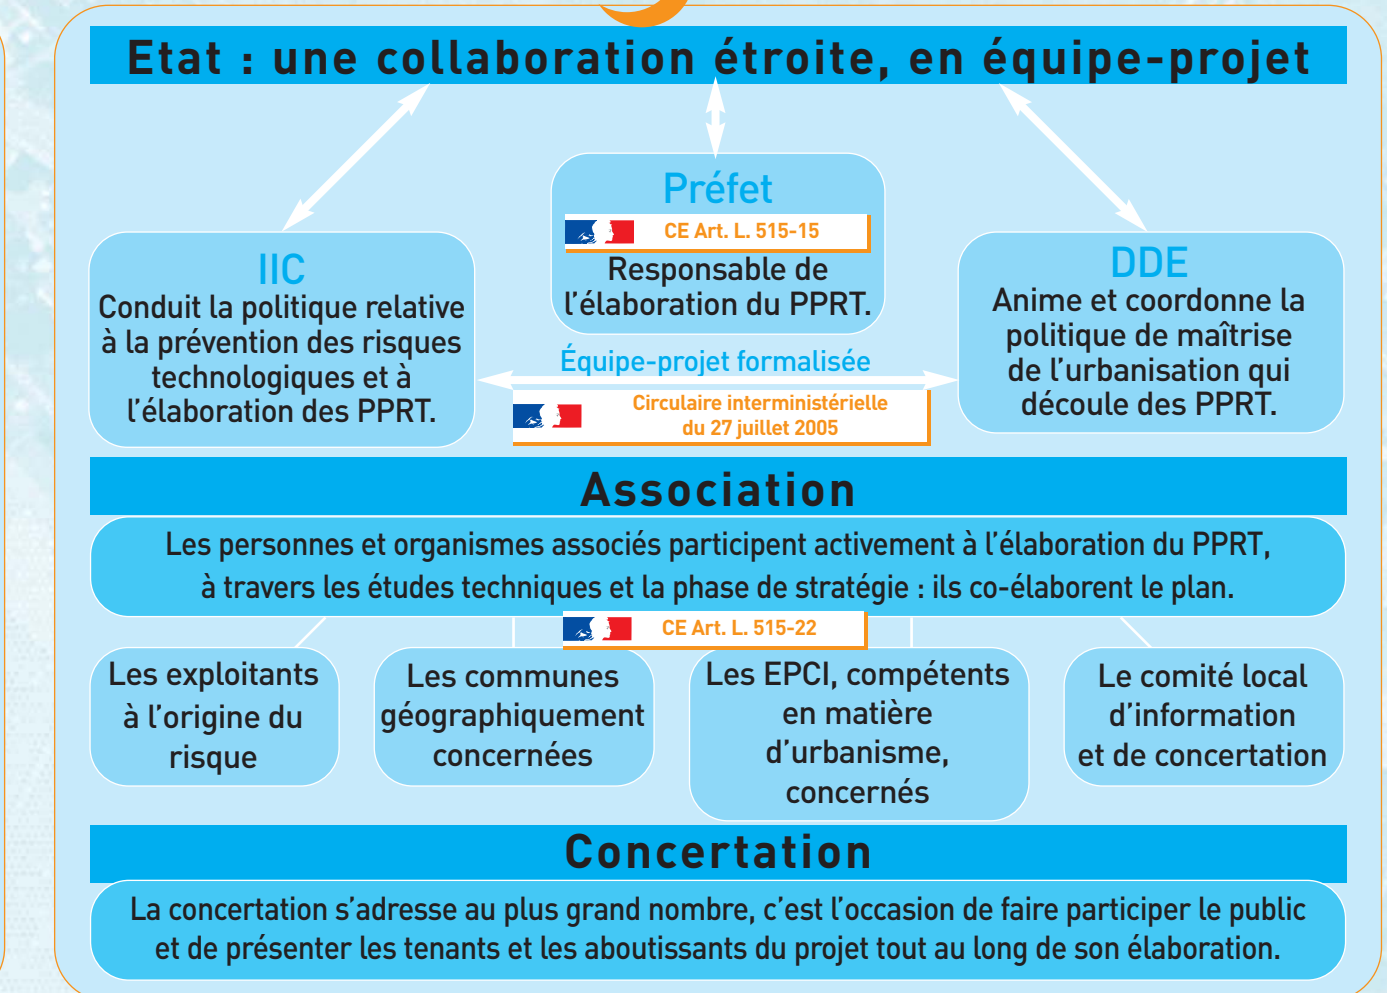 Etat : une collaboration étroite, en équipe-projet
Préfet
CE Art. L. 515-15
Responsable de
l'élaboration du PPRT.
IIC
Conduit la politique relative
à la prévention des risques
technologiques et à
l'élaboration des PPRT.
DDE
Anime et coordonne la
politique de maîtrise
de l'urbanisation qui
découle des PPRT.
Équipe-projet formalisée
Circulaire interministérielle
du 27 juillet 2005
Association
Les personnes et organismes associés participent activement à l'élaboration du PPRT,
à travers les études techniques et la phase de stratégie : ils co-élaborent le plan.
CE Art. L. 515-22
Les exploitants
à l'origine du
risque
Les communes
géographiquement
concernées
Les EPCI, compétents
en matière
d'urbanisme,
concernés
Le comité local
d'information
et de concertation
Concertation
La concertation s'adresse au plus grand nombre, c'est l'occasion de faire participer le public
et de présenter les tenants et les aboutissants du projet tout au long de son élaboration.